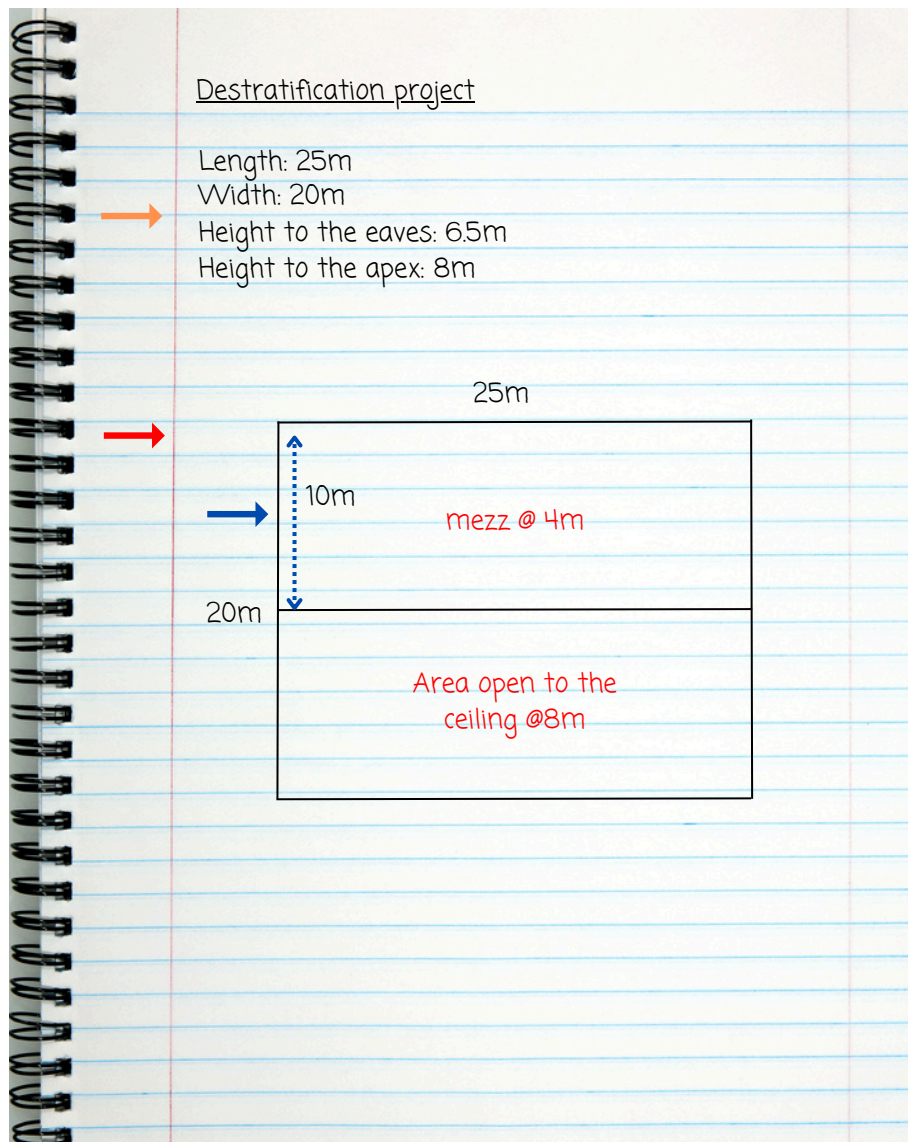 Destratification project
Length: 25m
Width: 20m
Height to the eaves: 6.5m
Height to the apex: 8m
25m
10m
mezz @ 4m
20m
Area open to the
ceiling @8m